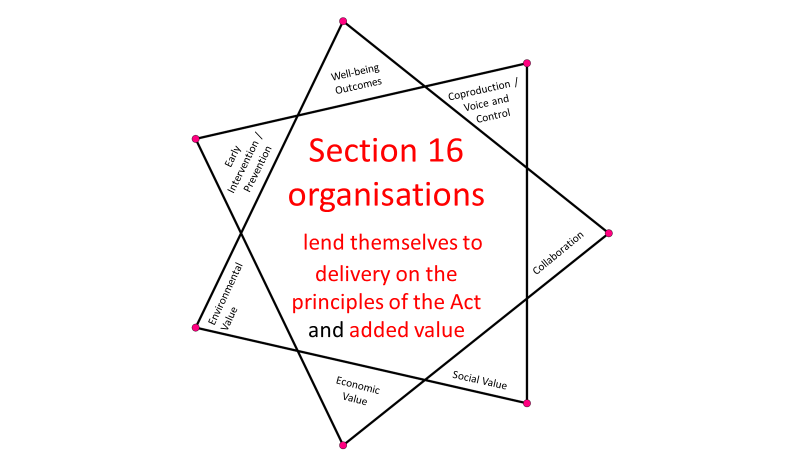 Well-being
Outcomes
Coproduction /
Voice and
Control
Early
Intervention /
Prevention
Section 16
organisations
lend themselves to
delivery on the
principles of the Act
and added value
Collaboration
Environmental
Value
Economic
Value
Social Value